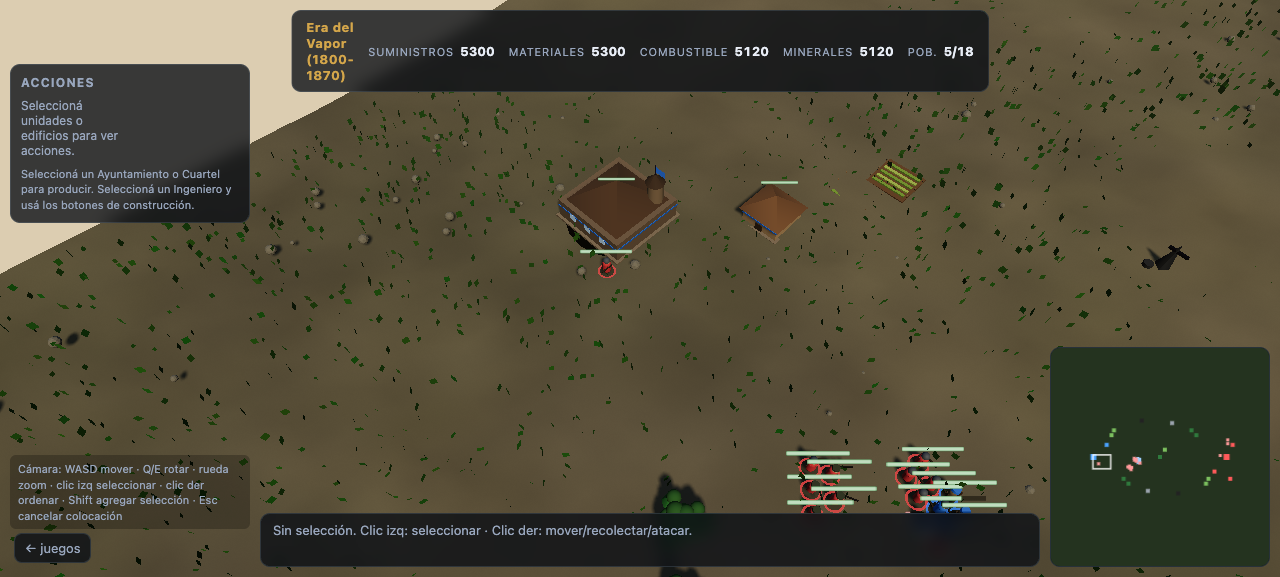 Era del
Vapor
(1800-
1870)
SUMINISTROS 5300 MATERIALES 5300 COMBUSTIBLE 5120 MINERALES 5120 POB. 5/18
ACCIONES
Seleccioná
unidades o
edificios para ver
acciones.
Seleccioná un Ayuntamiento o Cuartel
para producir. Seleccioná un Ingeniero y
usá los botones de construcción.
Cámara: WASD mover · Q/E rotar · rueda
zoom · clic izq seleccionar · clic der
ordenar · Shift agregar selección · Esc
cancelar colocación
← juegos
Sin selección. Clic izq: seleccionar · Clic der: mover/recolectar/atacar.